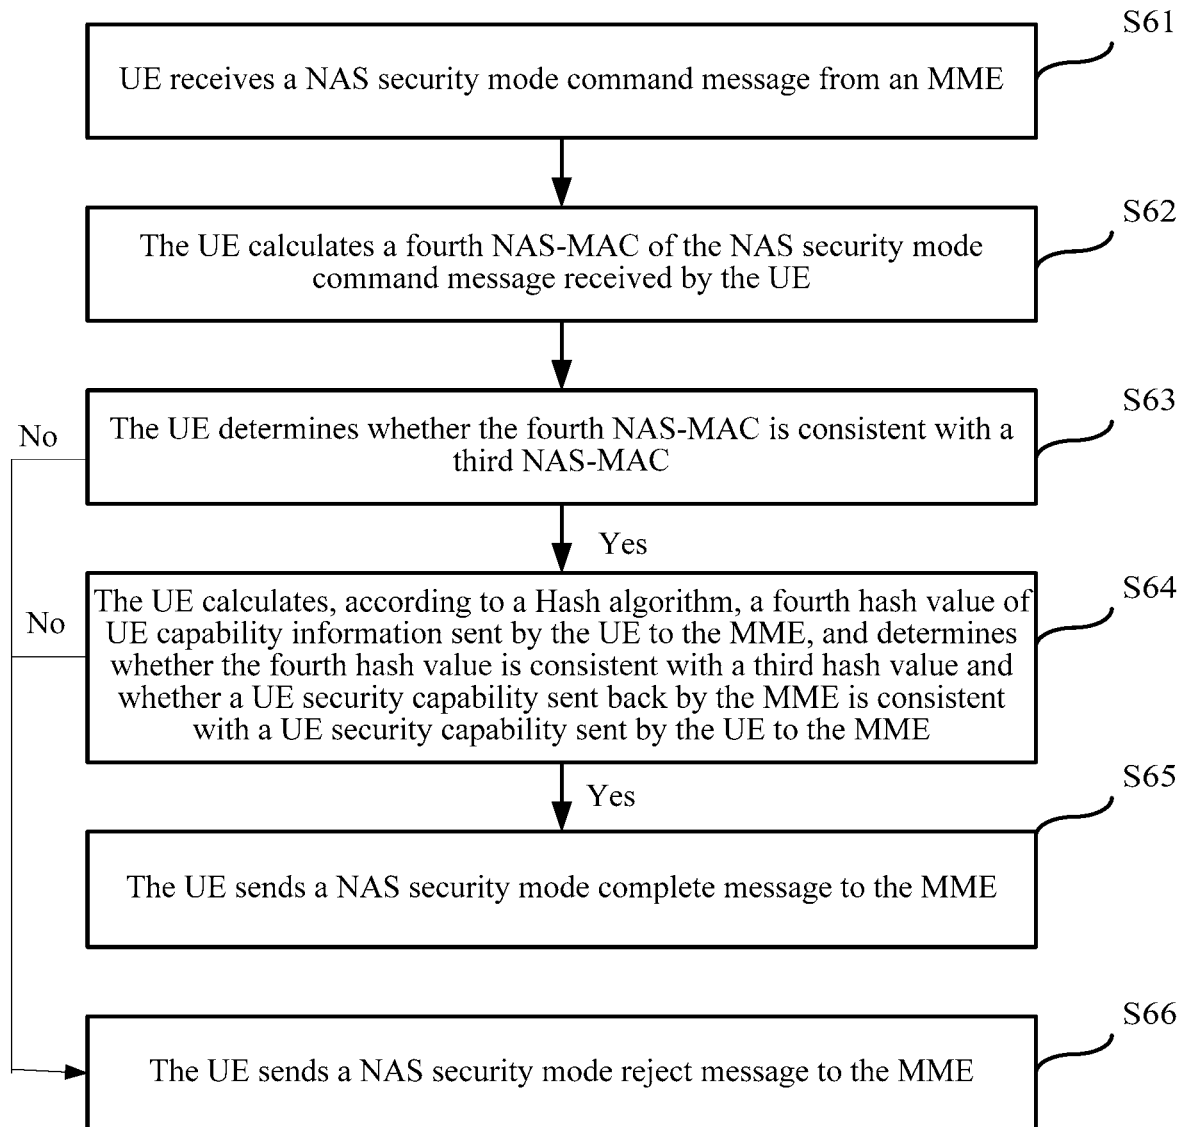 S61
UE receives a NAS security mode command message from an MME
S62
The UE calculates a fourth NAS-MAC of the NAS security mode
command message received by the UE
S63
No
The UE determines whether the fourth NAS-MAC is consistent with a
third NAS-MAC
Yes
S64
No
The UE calculates, according to a Hash algorithm, a fourth hash value of
UE capability information sent by the UE to the MME, and determines
whether the fourth hash value is consistent with a third hash value and
whether a UE security capability sent back by the MME is consistent
with a UE security capability sent by the UE to the MME
Yes
S65
The UE sends a NAS security mode complete message to the MME
S66
The UE sends a NAS security mode reject message to the MME